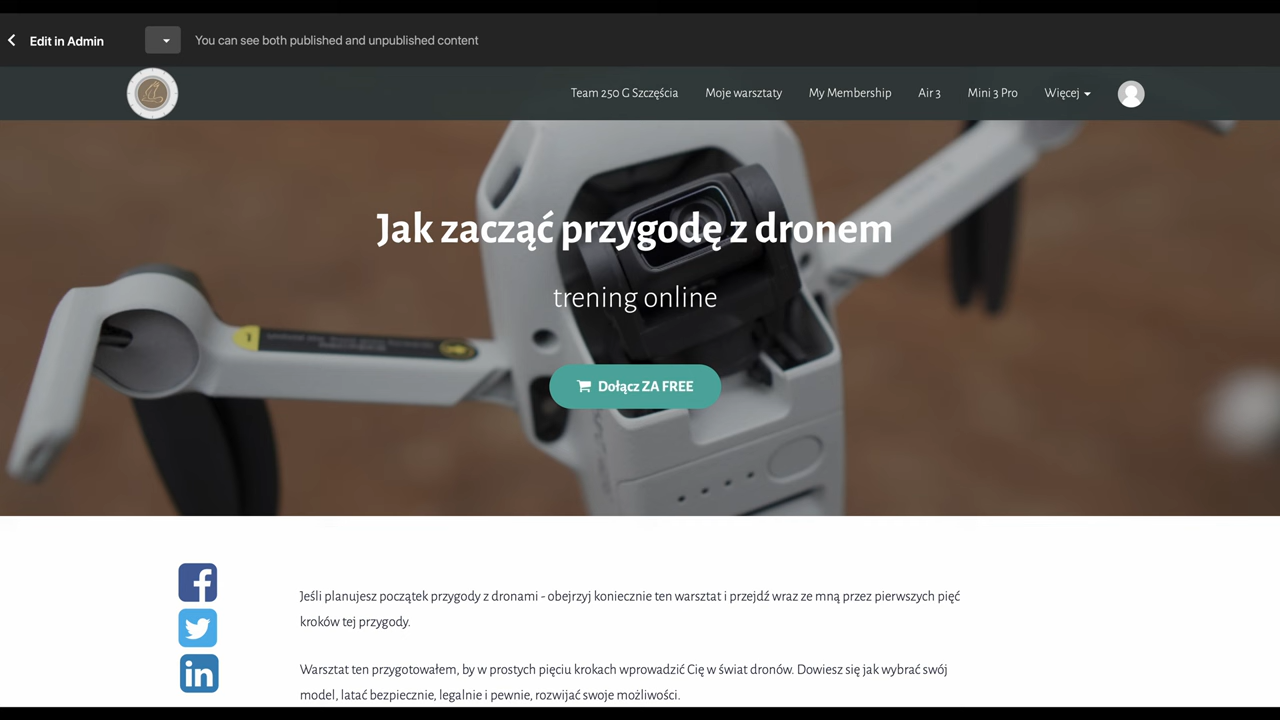 Edit in Admin
You can see both published and unpublished content
Team 250 G Szczęścia
Moje warsztaty
My Membership
Air 3
Mini 3 Pro
Więcej
Jak zacząć przygodę z dronem
trening online
Dołącz ZA FREE
Jeśli planujesz początek przygody z dronami - obejrzyj koniecznie ten warsztat i przejdź wraz ze mną przez pierwszych pięć
kroków tej przygody.
Warsztat ten przygotowałem, by w prostych pięciu krokach wprowadzić Cię w świat dronów. Dowiesz się jak wybrać swój
model, latać bezpiecznie, legalnie i pewnie, rozwijać swoje możliwości.